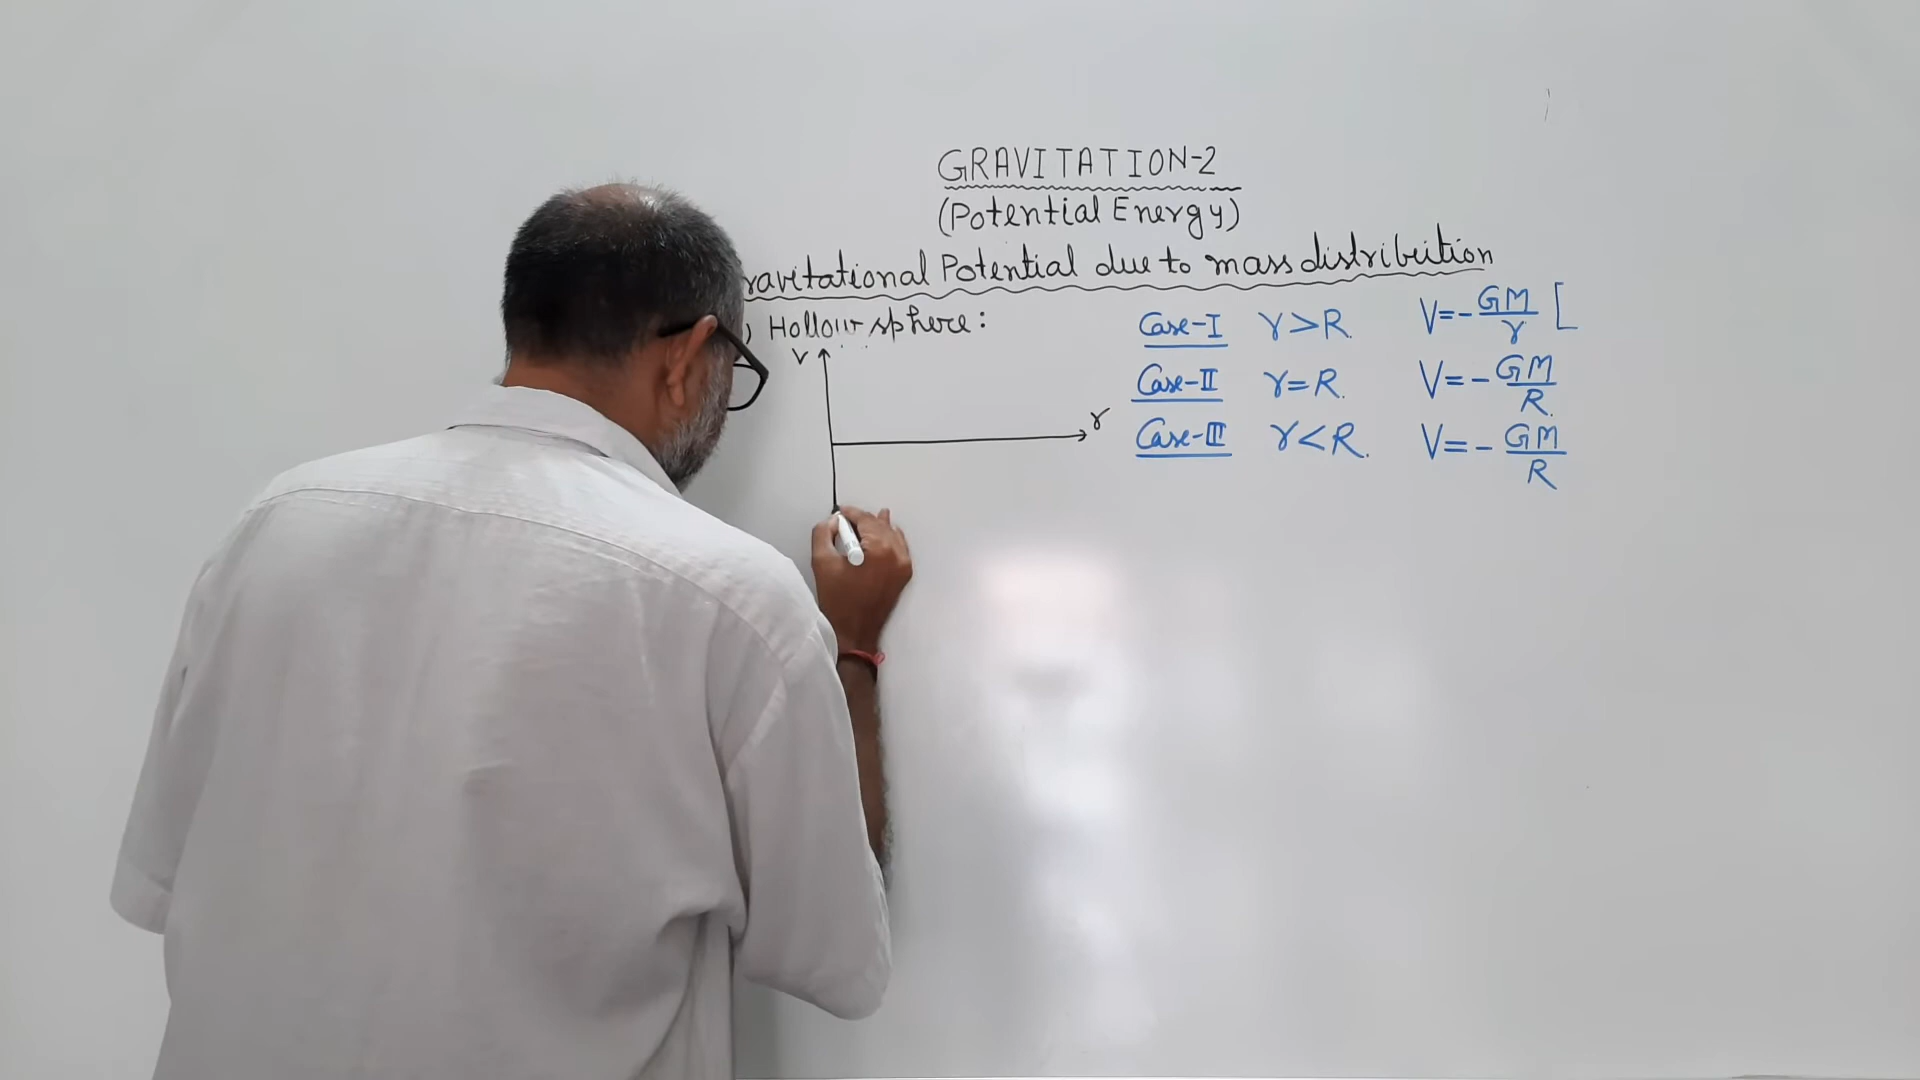 GRAVITATION-2
(Potential Energy)
ravitational Potential due to mass distribution
) Hollow sphere:
V
r
Case-I r>R. V=-GM/r [
Case-II r=R. V=-GM/R.
Case-III r<R. V=-GM/R